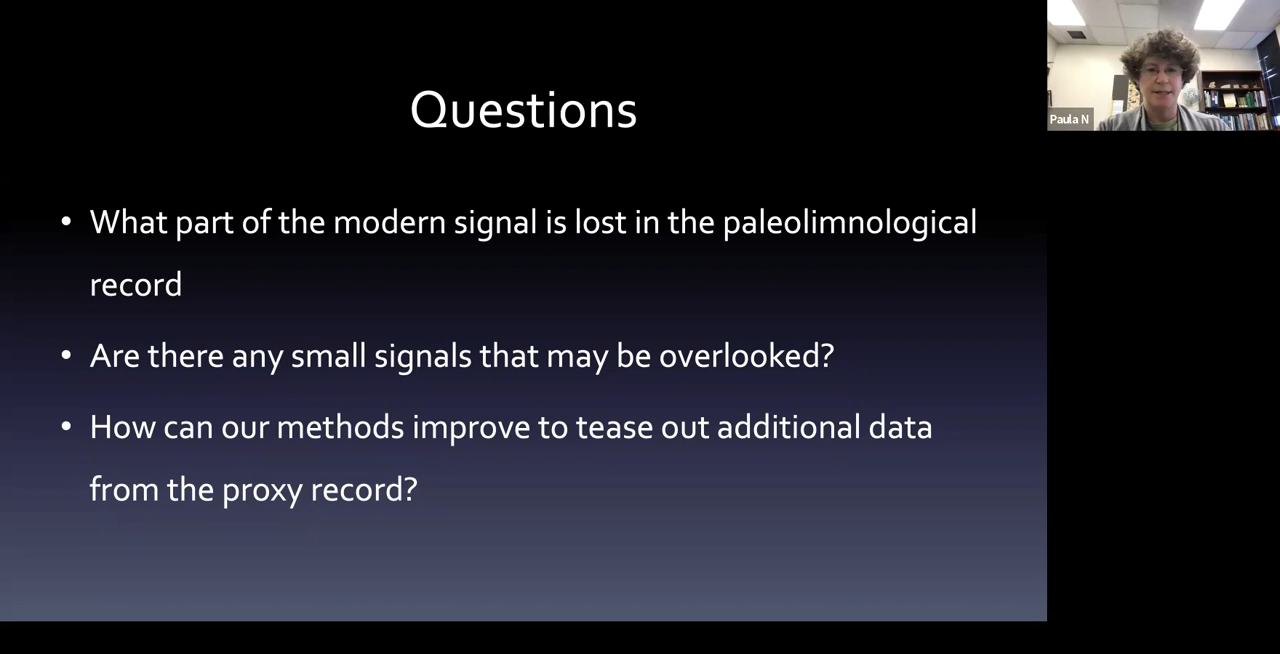 Questions
• What part of the modern signal is lost in the paleolimnological
record
• Are there any small signals that may be overlooked?
• How can our methods improve to tease out additional data
from the proxy record?
Paula N